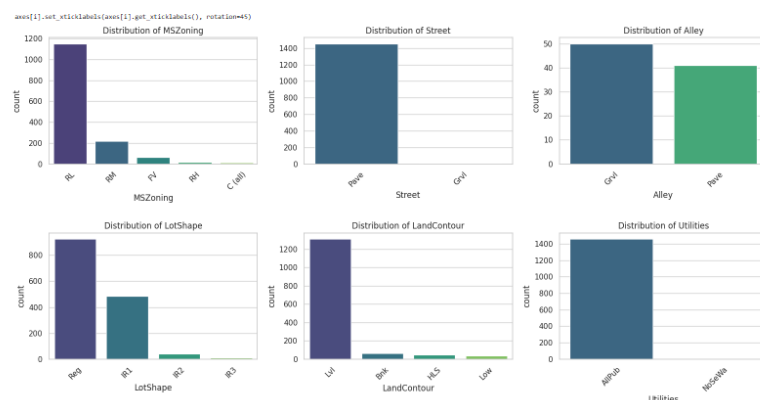 axes[i].set_xticklabels(axes[i].get_xticklabels(), rotation=45)
Distribution of MSZoning
1200
1000
800
600
400
200
0
count
RL
RM
FV
RH
C (all)
MSZoning
Distribution of Street
1400
1200
1000
800
600
400
200
0
count
Pave
Grvl
Street
Distribution of Alley
50
40
30
20
10
0
count
Grvl
Pave
Alley
Distribution of LotShape
800
600
400
200
0
count
Reg
IR1
IR2
IR3
LotShape
Distribution of LandContour
1200
1000
800
600
400
200
0
count
Lvl
Bnk
HLS
Low
LandContour
Distribution of Utilities
1400
1200
1000
800
600
400
200
0
count
AllPub
NoSeWa
Utilities